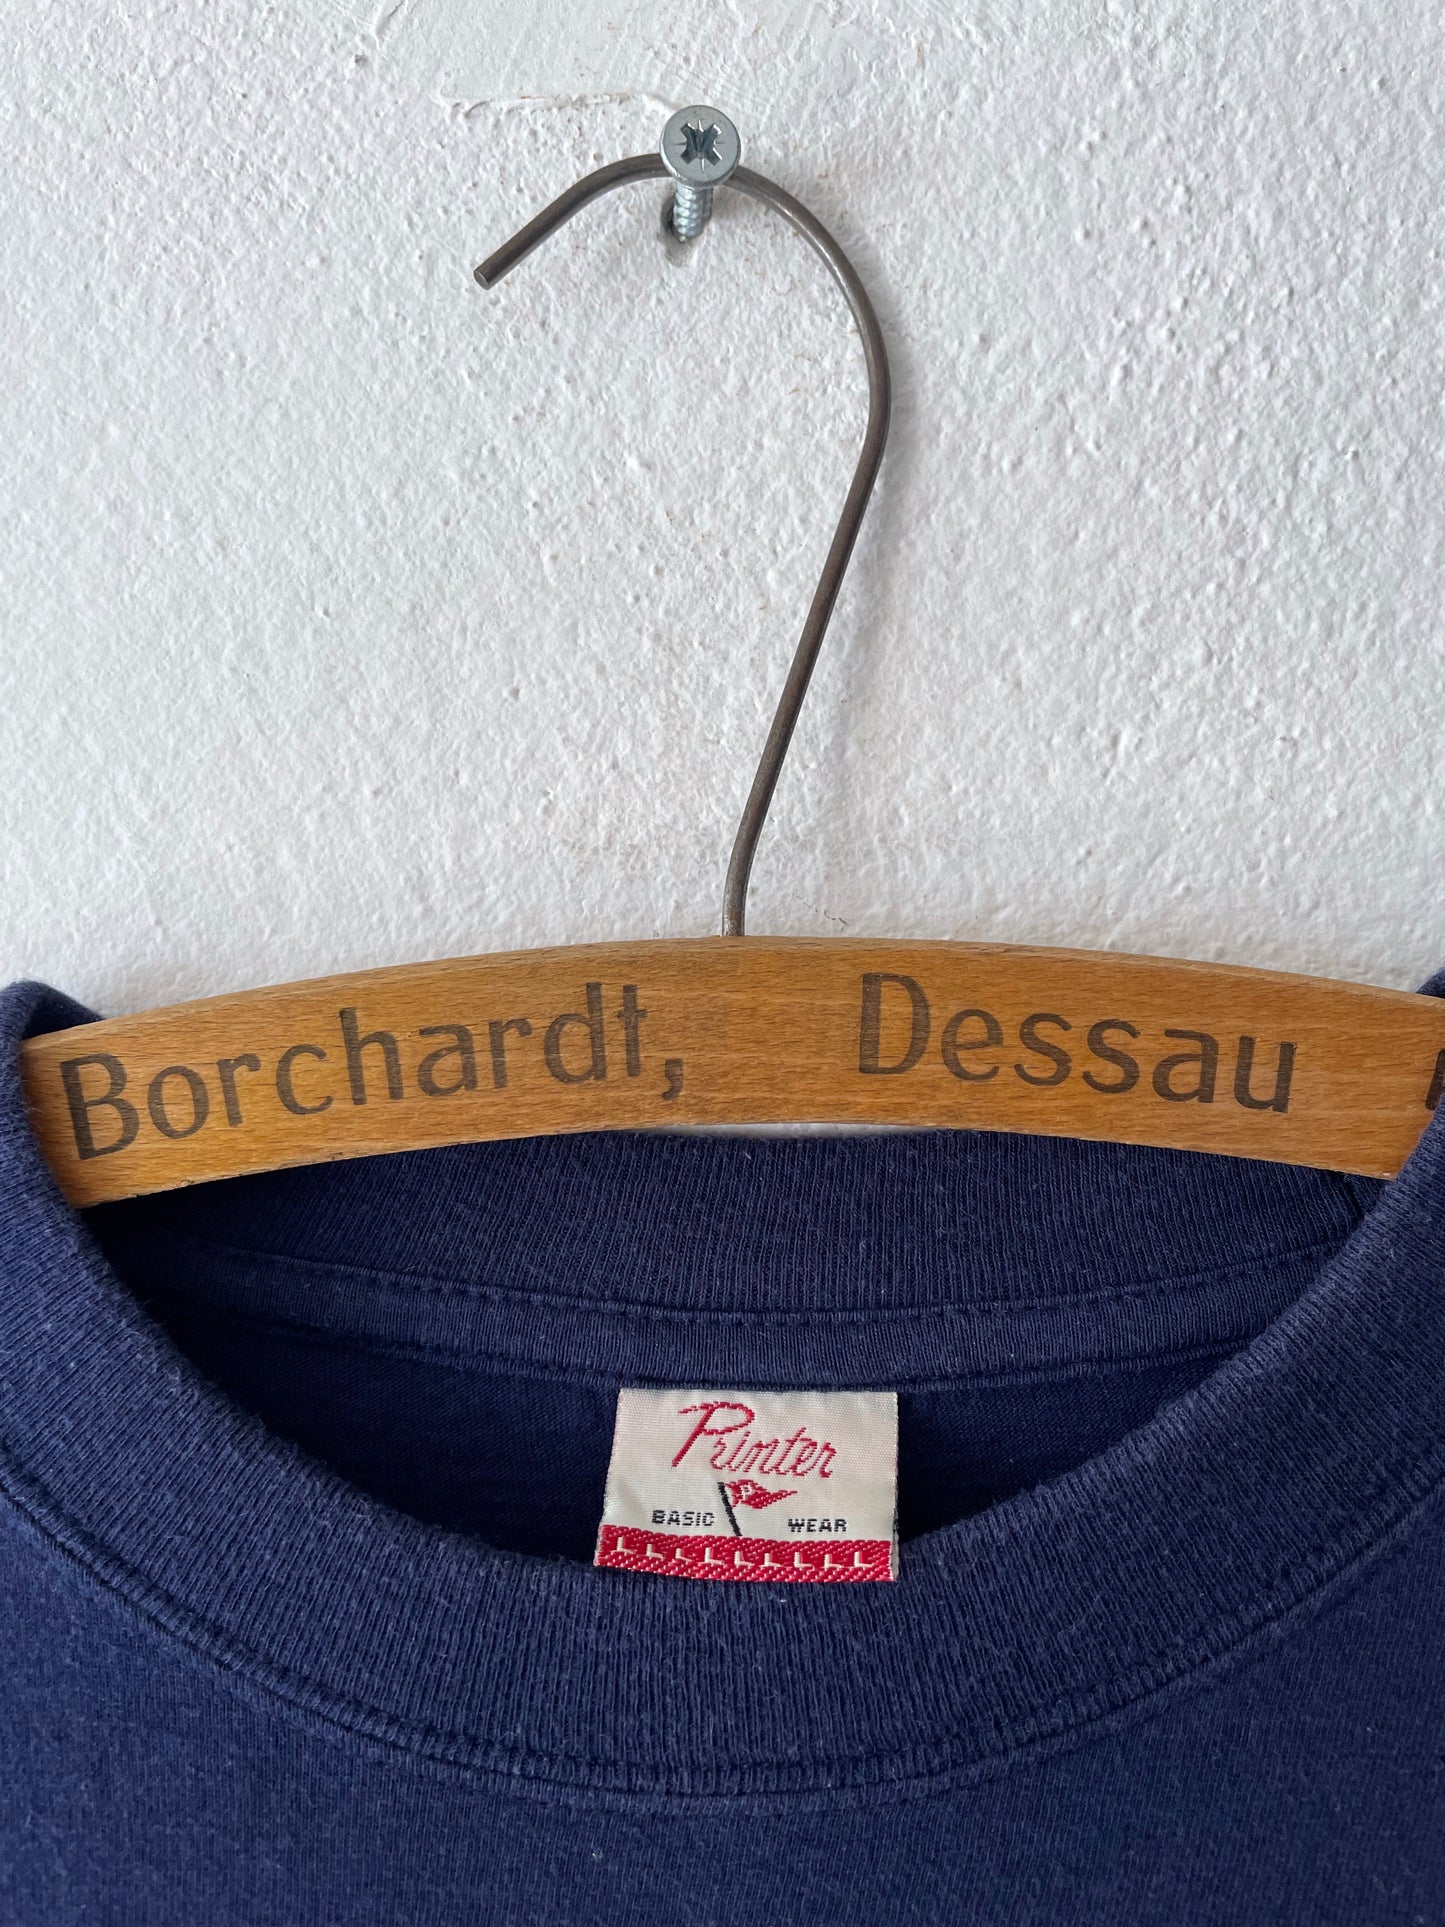 Borchardt, Dessau
Printer
BASIC WEAR
L L L L L L L L L